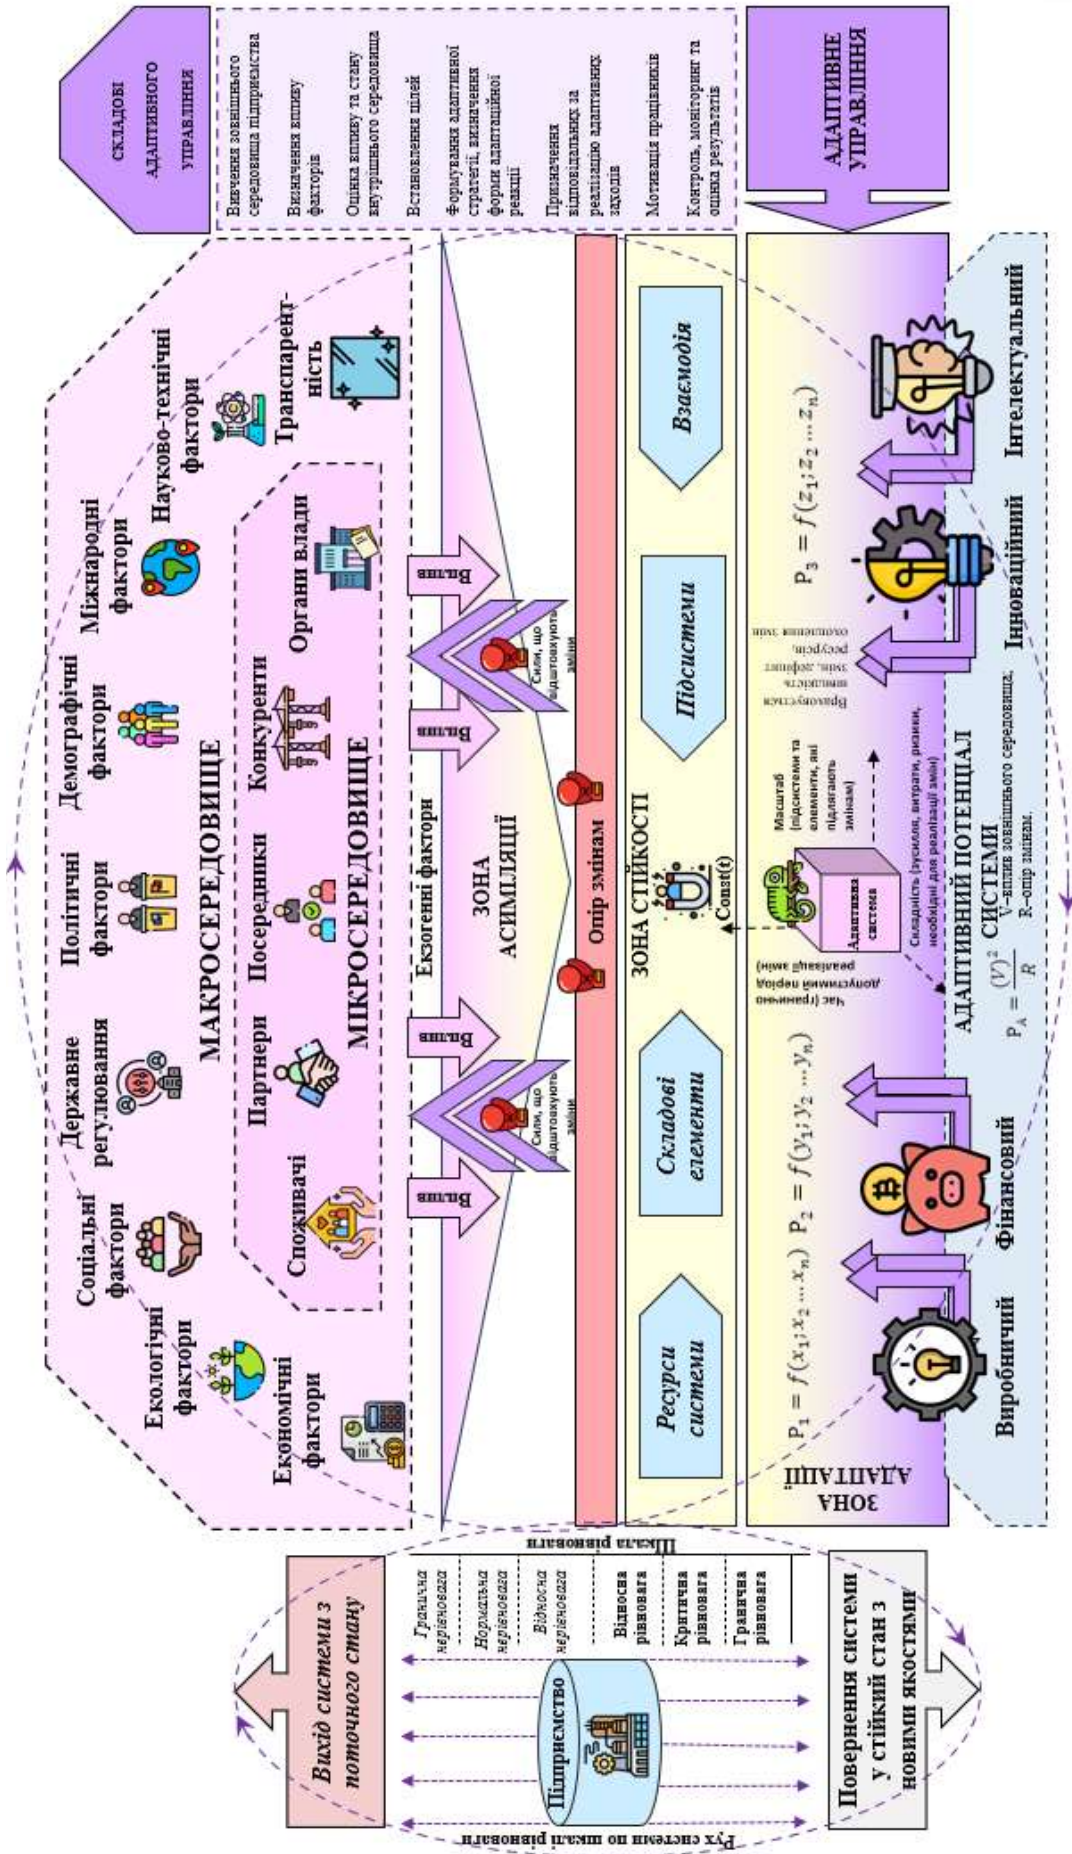 Вихід системи з
поточного стану
Рух системи по шкалі рівноваги
Підприємство
Гранична
нерівновага
Нормальна
нерівновага
Відносна
нерівновага
Відносна
рівновага
Критична
рівновага
Гранична
рівновага
Шкала рівноваги
Повернення системи
у стійкий стан з
новими якостями
Економічні
фактори
Екологічні
фактори
Соціальні
фактори
Державне
регулювання
Політичні
фактори
Демографічні
фактори
Міжнародні
фактори
Науково-технічні
фактори
Транспарент-
ність
МАКРОСЕРЕДОВИЩЕ
Споживачі
Партнери
Посередники
Конкуренти
Органи влади
МІКРОСЕРЕДОВИЩЕ
Екзогенні фактори
Вплив
Вплив
Вплив
Вплив
ЗОНА
АСИМІЛЯЦІЇ
Сили, що
відштовхують
зміни
Сили, що
відштовхують
зміни
Опір змінам
ЗОНА СТІЙКОСТІ
Const(t)
Ресурси
системи
Складові
елементи
Підсистеми
Взаємодія
ЗОНА
АДАПТАЦІЇ
P₁ = f(x₁; x₂ … xₙ)
P₂ = f(y₁; y₂ … yₙ)
P₃ = f(z₁; z₂ … zₙ)
Час (гранично
допустимий період
реалізації змін)
Адаптивна
система
Масштаб
(підсистеми та
елементи, які
підлягають
змінам)
Враховується
швидкість
змін, дефіцит
ресурсів,
охоплення змін
Складність (зусилля, витрати, ризики,
необхідні для реалізації змін)
АДАПТИВНИЙ ПОТЕНЦІАЛ
СИСТЕМИ
P_A = (V)² / R
V-вплив зовнішнього середовища,
R-опір змінам.
Виробничий
Фінансовий
Інноваційний
Інтелектуальний
СКЛАДОВІ
АДАПТИВНОГО
УПРАВЛІННЯ
Вивчення зовнішнього
середовища підприємства
Визначення впливу
факторів
Оцінка впливу та стану
внутрішнього середовища
Встановлення цілей
Формування адаптивної
стратегії, визначення
форми адаптаційної
реакції
Призначення
відповідальних за
реалізацію адаптивних
заходів
Мотивація працівників
Контроль, моніторинг та
оцінка результатів
АДАПТИВНЕ
УПРАВЛІННЯ